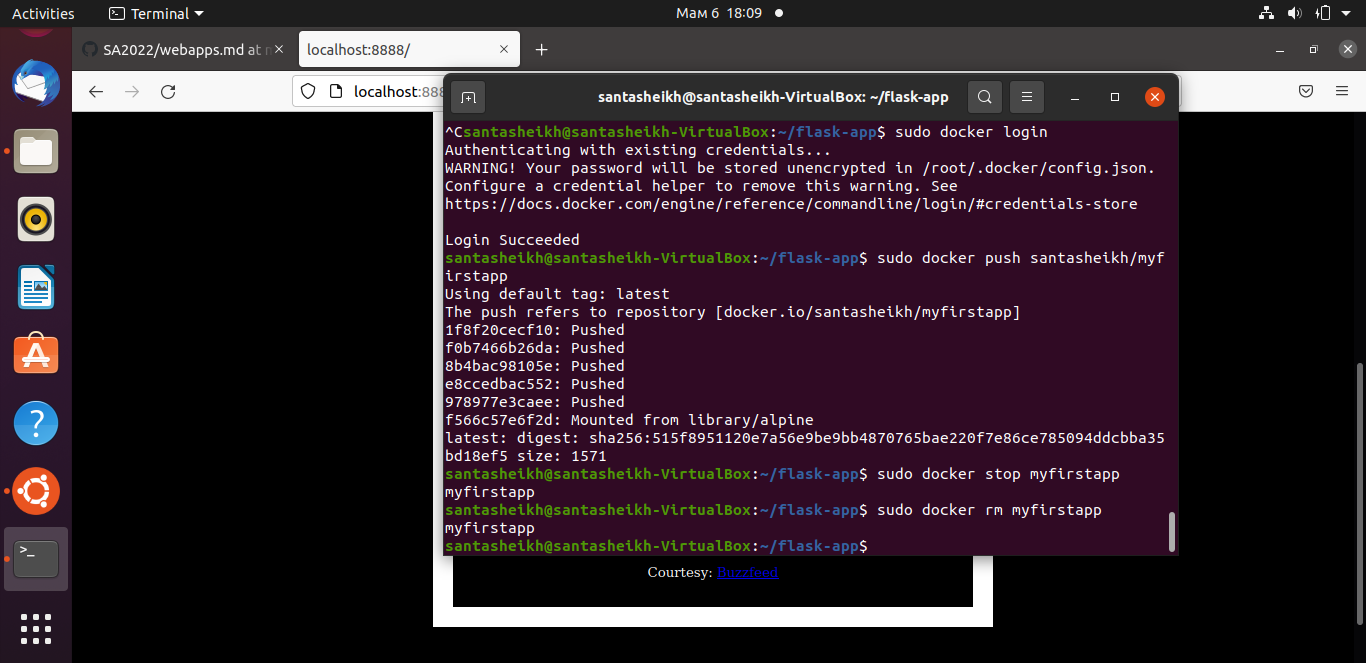 Activities
Terminal
Мам 6 18:09
SA2022/webapps.md at
localhost:8888/
localhost:888
santasheikh@santasheikh-VirtualBox: ~/flask-app
^Csantasheikh@santasheikh-VirtualBox:~/flask-app$ sudo docker login
Authenticating with existing credentials...
WARNING! Your password will be stored unencrypted in /root/.docker/config.json.
Configure a credential helper to remove this warning. See
https://docs.docker.com/engine/reference/commandline/login/#credentials-store
Login Succeeded
santasheikh@santasheikh-VirtualBox:~/flask-app$ sudo docker push santasheikh/myf
irstapp
Using default tag: latest
The push refers to repository [docker.io/santasheikh/myfirstapp]
1f8f20cecf10: Pushed
f0b7466b26da: Pushed
8b4bac98105e: Pushed
e8ccedbac552: Pushed
978977e3caee: Pushed
f566c57e6f2d: Mounted from library/alpine
latest: digest: sha256:515f8951120e7a56e9be9bb4870765bae220f7e86ce785094ddcbba35
bd18ef5 size: 1571
santasheikh@santasheikh-VirtualBox:~/flask-app$ sudo docker stop myfirstapp
myfirstapp
santasheikh@santasheikh-VirtualBox:~/flask-app$ sudo docker rm myfirstapp
myfirstapp
santasheikh@santasheikh-VirtualBox:~/flask-app$
Courtesy: Buzzfeed